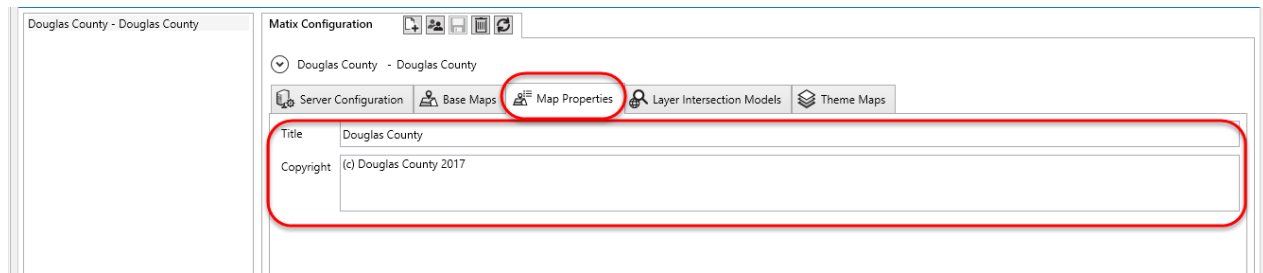 Douglas County - Douglas County
Matix Configuration
Douglas County - Douglas County
Server Configuration Base Maps Map Properties Layer Intersection Models Theme Maps
Title Douglas County
Copyright (c) Douglas County 2017